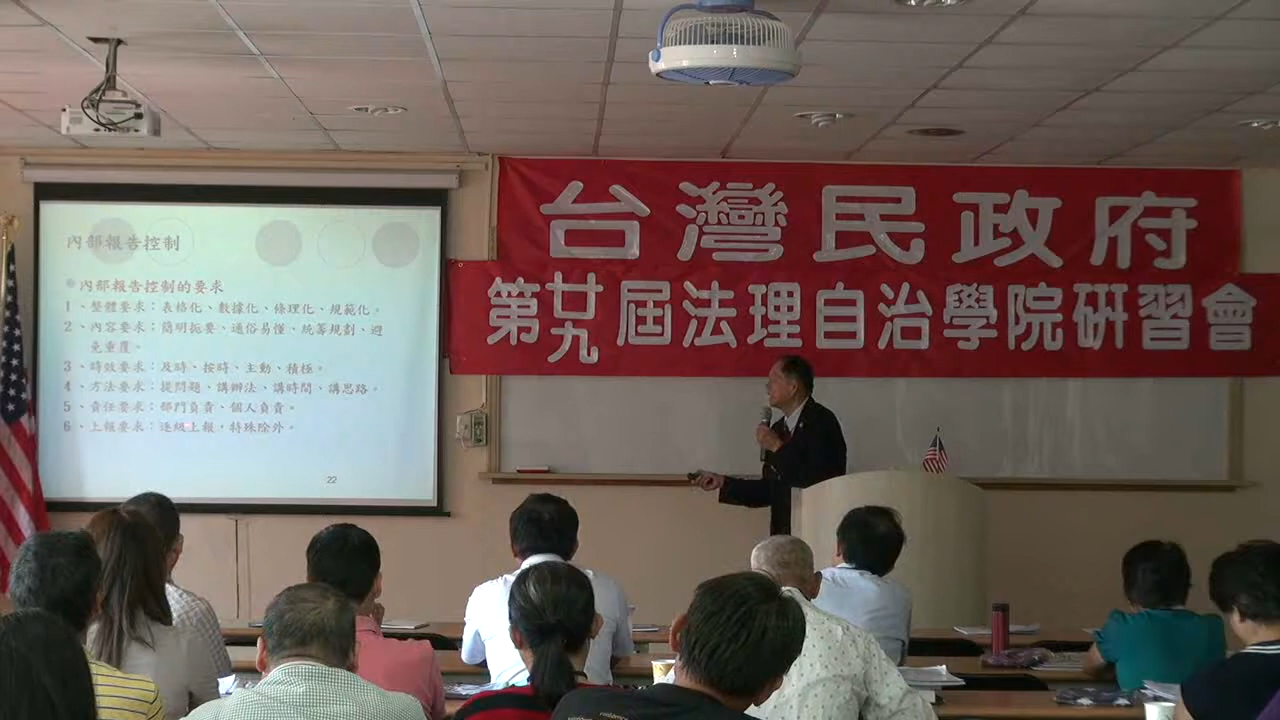 台灣民政府
第廿九屆法理自治學院研習會
內部報告控制
內部報告控制的要求
1、整體要求：表格化、數據化、條理化、規範化。
2、內容要求：簡明扼要、通俗易懂、統籌規劃、避
免重覆。
3、時效要求：及時、按時、主動、積極。
4、方法要求：提問題、講辦法、講時間、講思路。
5、責任要求：部門負責、個人負責。
6、上報要求：逐級上報，特殊除外。
22